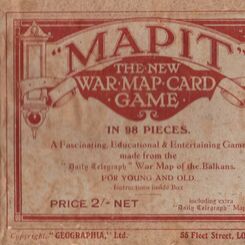 "MAPIT"
THE · NEW
WAR · MAP · CARD
GAME ·
IN 98 PIECES.
A Fascinating, Educational & Entertaining Game
made from the
"Daily Telegraph" War Map of the Balkans.
FOR YOUNG AND OLD.
Instructions inside Box
PRICE 2/- NET
including extra
"Daily Telegraph" Map
Copyright, "GEOGRAPHIA," Ltd.
55 Fleet Street, LO